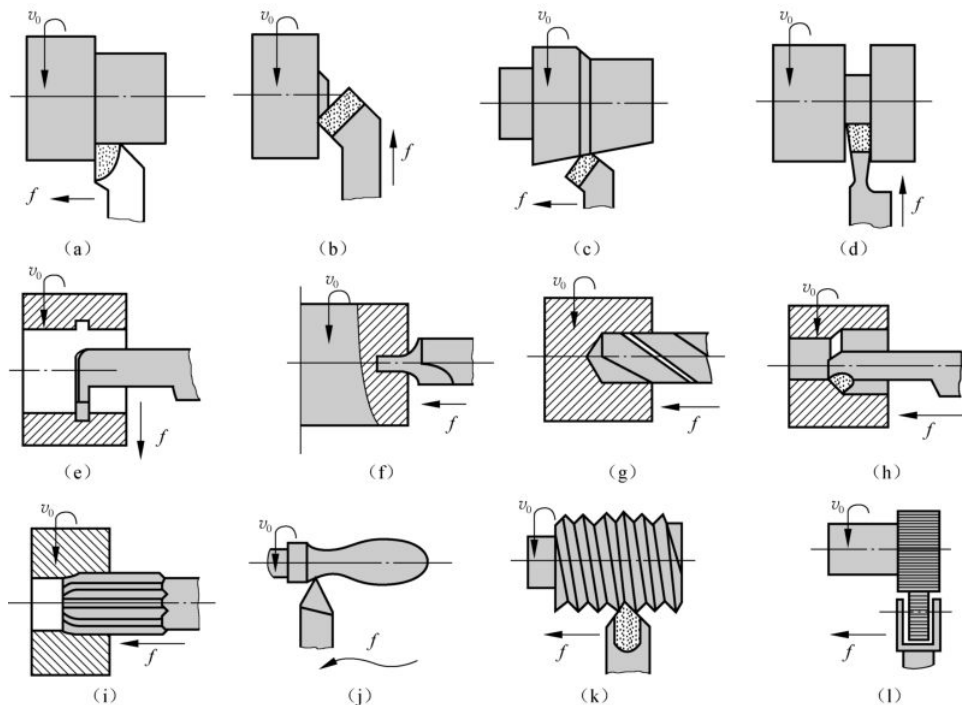 v₀ v₀ v₀ v₀
f f f f
(a) (b) (c) (d)
v₀ v₀ v₀ v₀
f f f f
(e) (f) (g) (h)
v₀ v₀ v₀ v₀
f f f f
(i) (j) (k) (l)